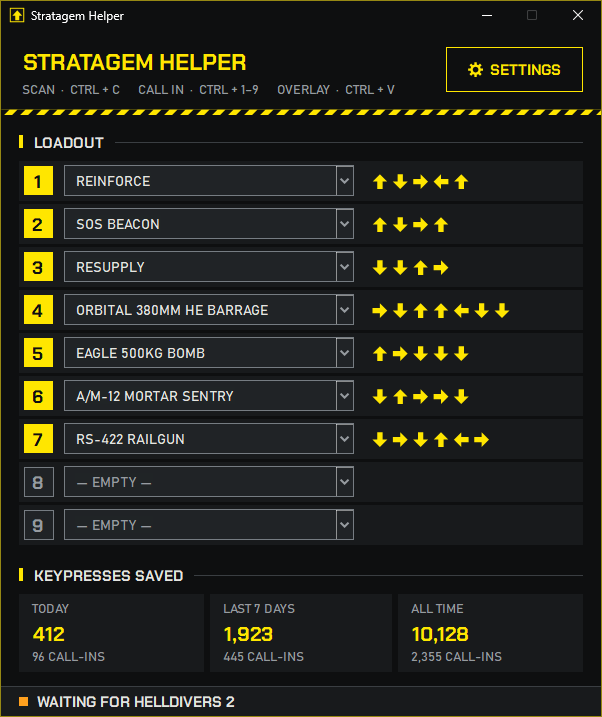 Stratagem Helper
STRATAGEM HELPER
SETTINGS
SCAN · CTRL + C CALL IN · CTRL + 1–9 OVERLAY · CTRL + V
LOADOUT
1 REINFORCE ↑ ↓ → ← ↑
2 SOS BEACON ↑ ↓ → ↑
3 RESUPPLY ↓ ↓ ↑ →
4 ORBITAL 380MM HE BARRAGE → ↓ ↑ ↑ ← ↓ ↓
5 EAGLE 500KG BOMB ↑ → ↓ ↓ ↓
6 A/M-12 MORTAR SENTRY ↓ ↑ → → ↓
7 RS-422 RAILGUN ↓ → ↓ ↑ ← →
8 — EMPTY —
9 — EMPTY —
KEYPRESSES SAVED
TODAY
412
96 CALL-INS
LAST 7 DAYS
1,923
445 CALL-INS
ALL TIME
10,128
2,355 CALL-INS
WAITING FOR HELLDIVERS 2